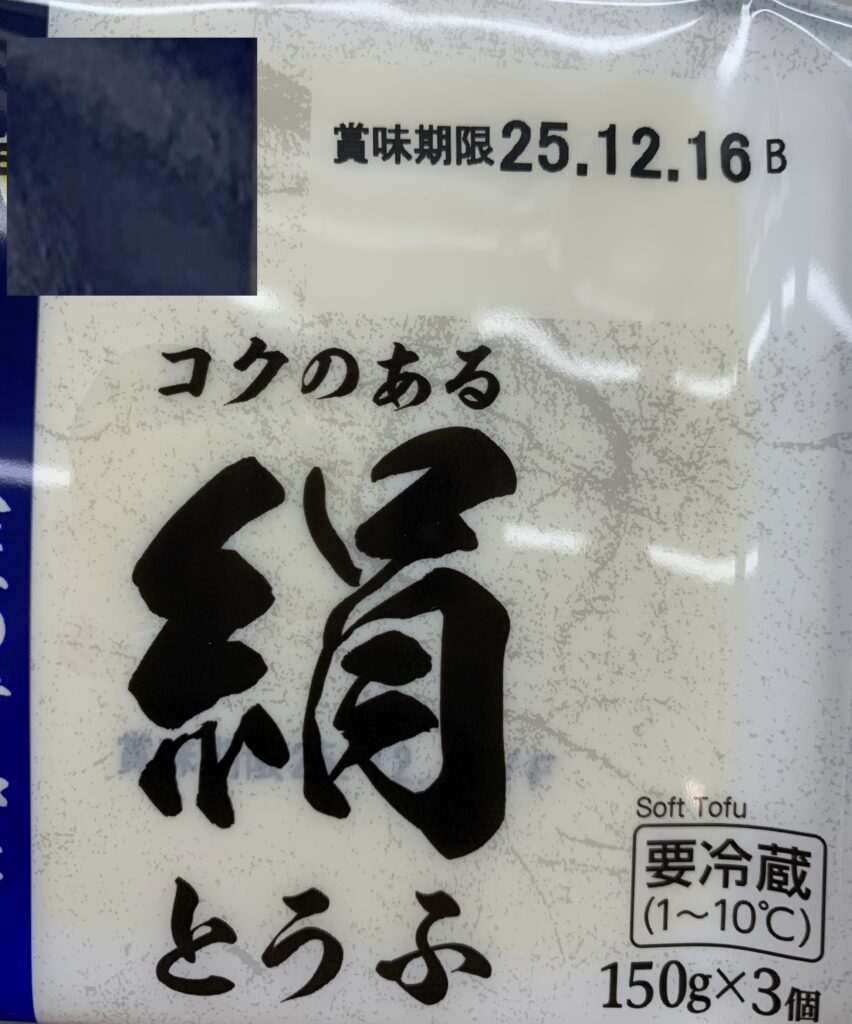 賞味期限25.12.16 B
コクのある
絹
とうふ
Soft Tofu
要冷蔵
(1～10℃)
150g×3個